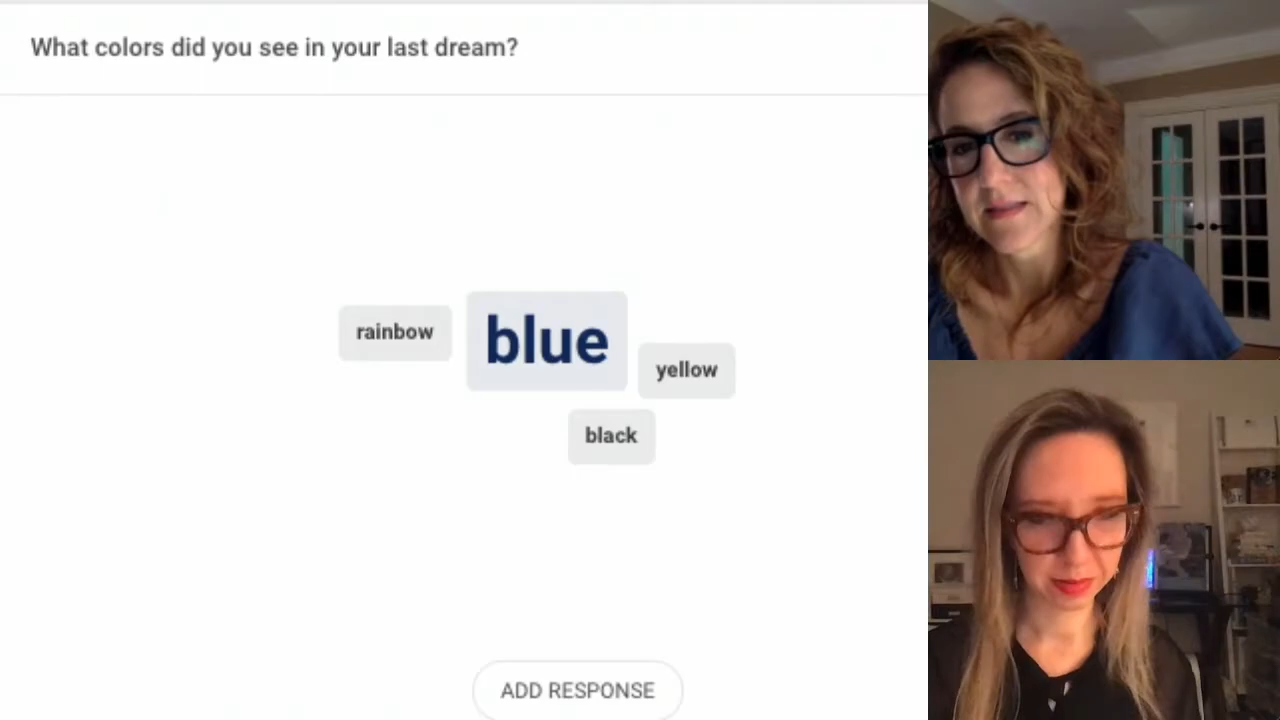 What colors did you see in your last dream?
rainbow
blue
yellow
black
ADD RESPONSE